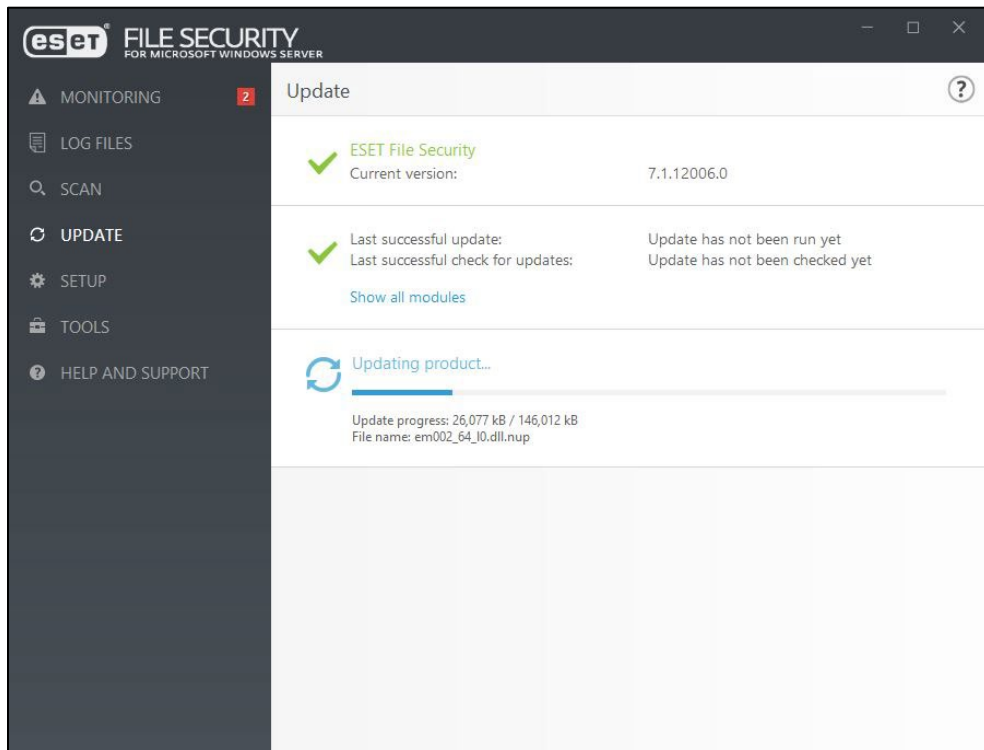 eset FILE SECURITY
FOR MICROSOFT WINDOWS SERVER
MONITORING 2
LOG FILES
SCAN
UPDATE
SETUP
TOOLS
HELP AND SUPPORT
Update ?
ESET File Security
Current version: 7.1.12006.0
Last successful update: Update has not been run yet
Last successful check for updates: Update has not been checked yet
Show all modules
Updating product...
Update progress: 26,077 kB / 146,012 kB
File name: em002_64_l0.dll.nup